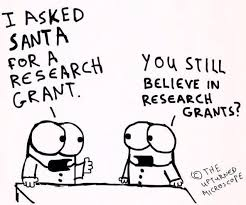 I ASKED
SANTA
FOR A
RESEARCH
GRANT.
YOU STILL
BELIEVE IN
RESEARCH
GRANTS?
© THE
UPTURNED
MICROSCOPE